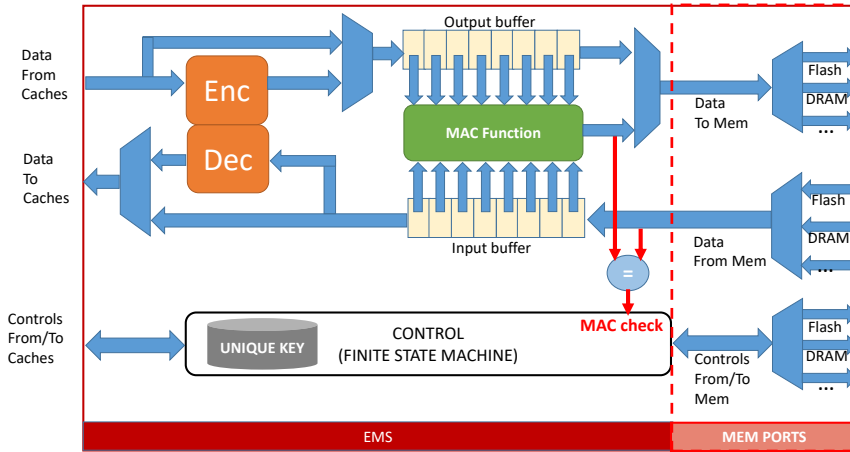 Output buffer
Data
From
Caches
Enc
MAC Function
Data
To Mem
Flash
DRAM
...
Data
To
Caches
Dec
Input buffer
Data
From Mem
Flash
DRAM
...
=
MAC check
Controls
From/To
Caches
UNIQUE KEY
CONTROL
(FINITE STATE MACHINE)
Controls
From/To
Mem
Flash
DRAM
...
EMS
MEM PORTS